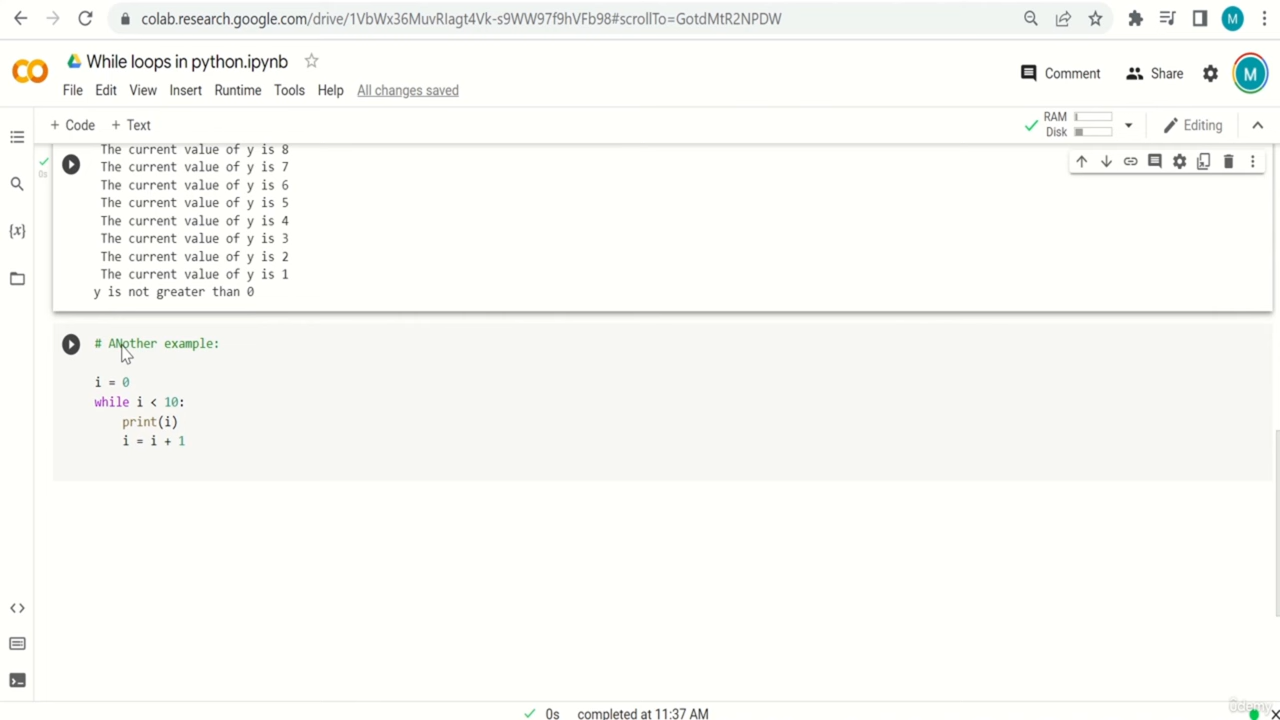 colab.research.google.com/drive/1VbWx36MuvRIagt4Vk-s9WW97f9hVFb98#scrollTo=GotdMtR2NPDW
M
CO
While loops in python.ipynb
Comment
Share
M
File Edit View Insert Runtime Tools Help All changes saved
+ Code + Text
RAM
Disk
Editing
{x}
0s
The current value of y is 8
The current value of y is 7
The current value of y is 6
The current value of y is 5
The current value of y is 4
The current value of y is 3
The current value of y is 2
The current value of y is 1
y is not greater than 0
# ANother example:
i = 0
while i < 10:
print(i)
i = i + 1
0s completed at 11:37 AM
ûdemy